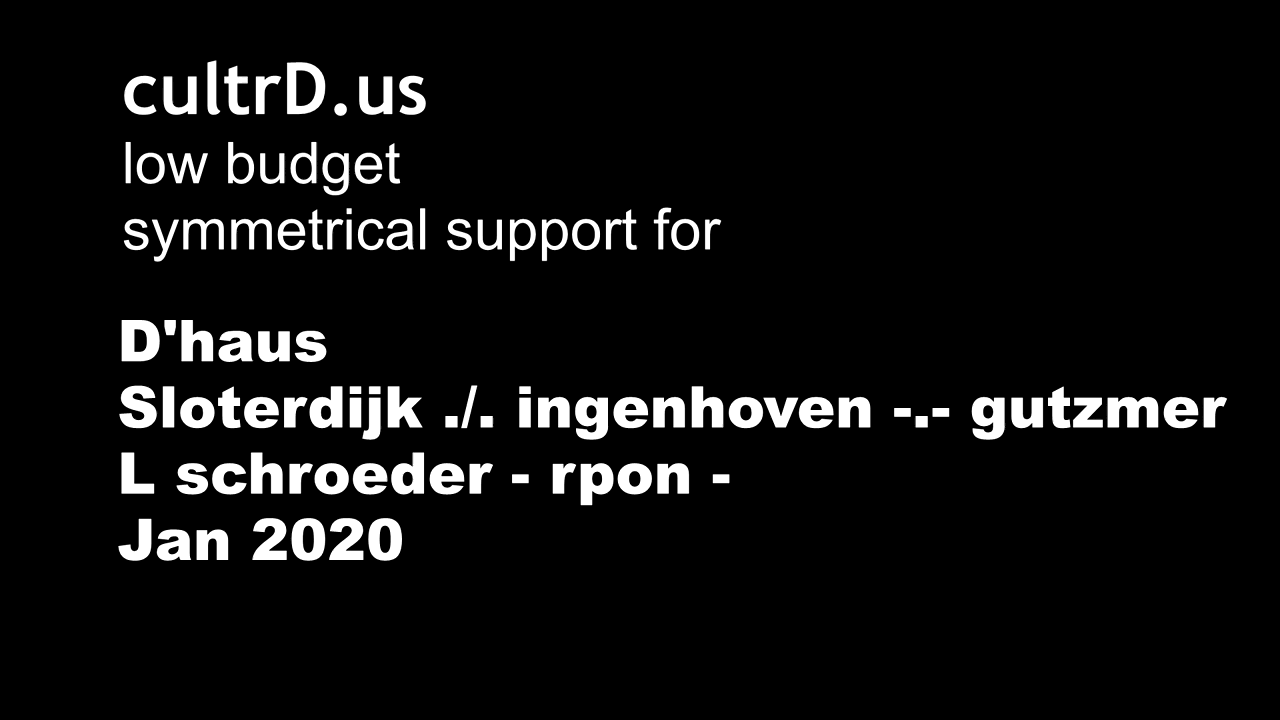 cultrD.us
low budget
symmetrical support for
D'haus
Sloterdijk ./. ingenhoven -.- gutzmer
L schroeder - rpon -
Jan 2020